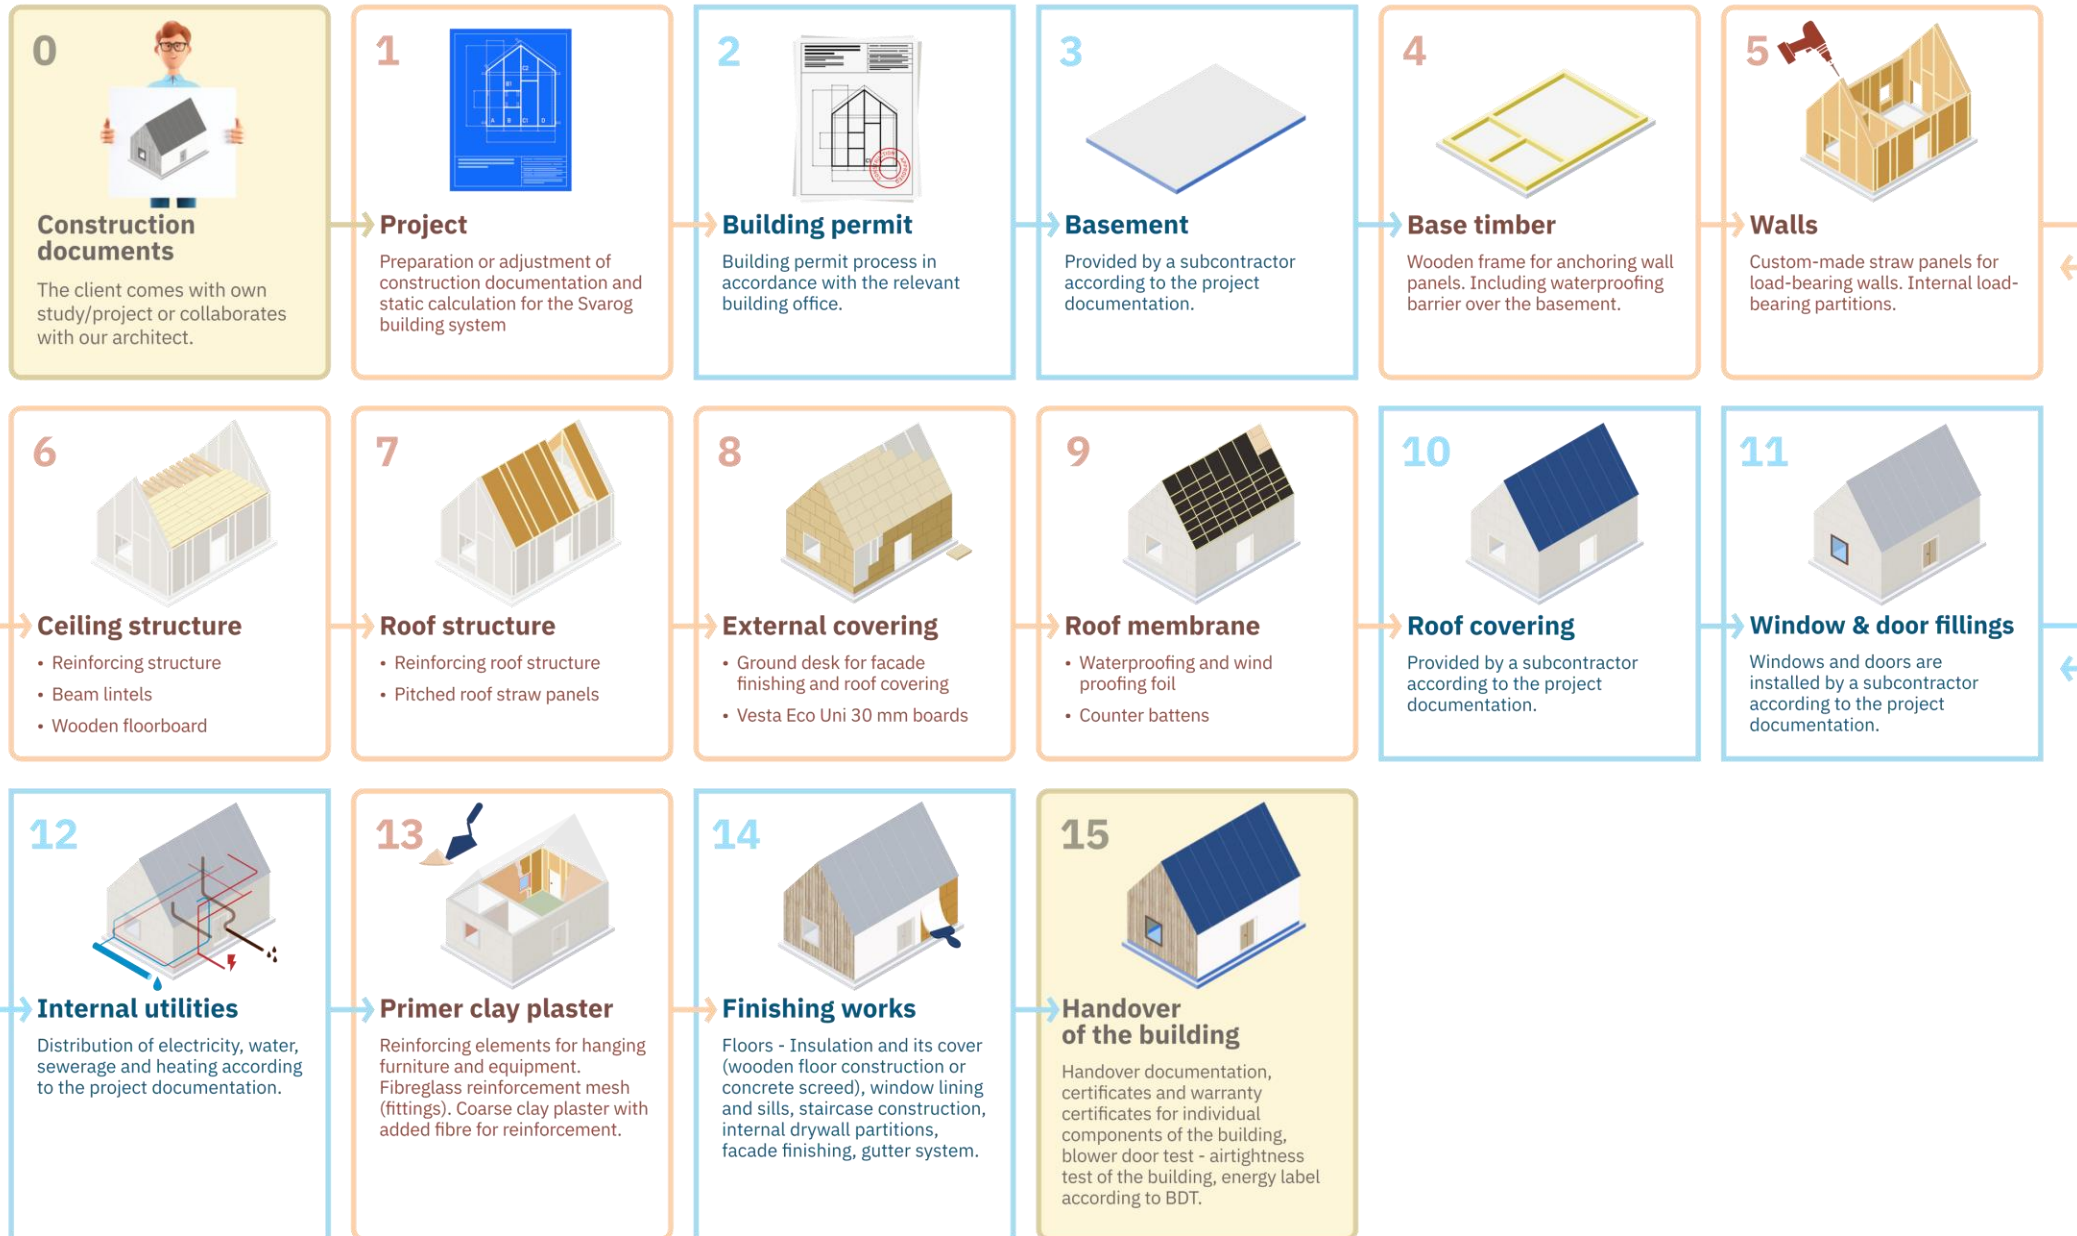 0
Construction
documents
The client comes with own
study/project or collaborates
with our architect.
1
Project
Preparation or adjustment of
construction documentation and
static calculation for the Svarog
building system
2
Building permit
Building permit process in
accordance with the relevant
building office.
3
Basement
Provided by a subcontractor
according to the project
documentation.
4
Base timber
Wooden frame for anchoring wall
panels. Including waterproofing
barrier over the basement.
5
Walls
Custom-made straw panels for
load-bearing walls. Internal load-
bearing partitions.
6
Ceiling structure
• Reinforcing structure
• Beam lintels
• Wooden floorboard
7
Roof structure
• Reinforcing roof structure
• Pitched roof straw panels
8
External covering
• Ground desk for facade
finishing and roof covering
• Vesta Eco Uni 30 mm boards
9
Roof membrane
• Waterproofing and wind
proofing foil
• Counter battens
10
Roof covering
Provided by a subcontractor
according to the project
documentation.
11
Window & door fillings
Windows and doors are
installed by a subcontractor
according to the project
documentation.
12
Internal utilities
Distribution of electricity, water,
sewerage and heating according
to the project documentation.
13
Primer clay plaster
Reinforcing elements for hanging
furniture and equipment.
Fibreglass reinforcement mesh
(fittings). Coarse clay plaster with
added fibre for reinforcement.
14
Finishing works
Floors - Insulation and its cover
(wooden floor construction or
concrete screed), window lining
and sills, staircase construction,
internal drywall partitions,
facade finishing, gutter system.
15
Handover
of the building
Handover documentation,
certificates and warranty
certificates for individual
components of the building,
blower door test - airtightness
test of the building, energy label
according to BDT.